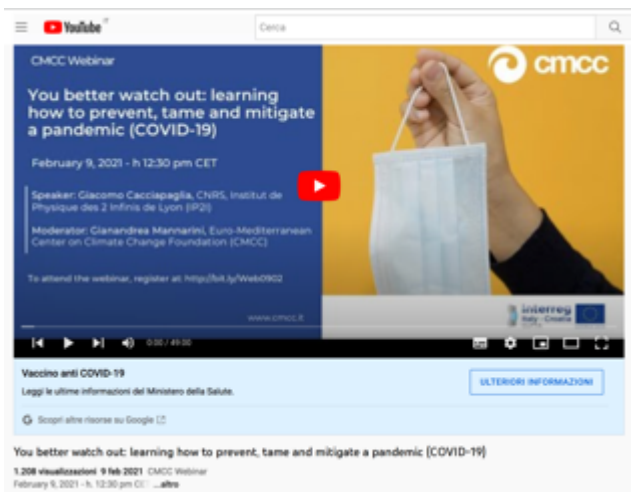 YouTube IT
Cerca
CMCC Webinar
cmcc
You better watch out: learning
how to prevent, tame and mitigate
a pandemic (COVID-19)
February 9, 2021 - h 12:30 pm CET
Speaker: Giacomo Cacciapaglia, CNRS, Institut de
Physique des 2 Infinis de Lyon (IP2I)
Moderator: Gianandrea Mannarini, Euro-Mediterranean
Center on Climate Change Foundation (CMCC)
To attend the webinar, register at: http://bit.ly/Web0902
www.cmcc.it
interreg
Italy - Croatia
0:00 / 49:00
Vaccino anti COVID-19
Leggi le ultime informazioni del Ministero della Salute.
ULTERIORI INFORMAZIONI
Scopri altre risorse su Google
You better watch out: learning how to prevent, tame and mitigate a pandemic (COVID-19)
1.208 visualizzazioni 9 feb 2021 CMCC Webinar
February 9, 2021 - h. 12:30 pm CET ...altro